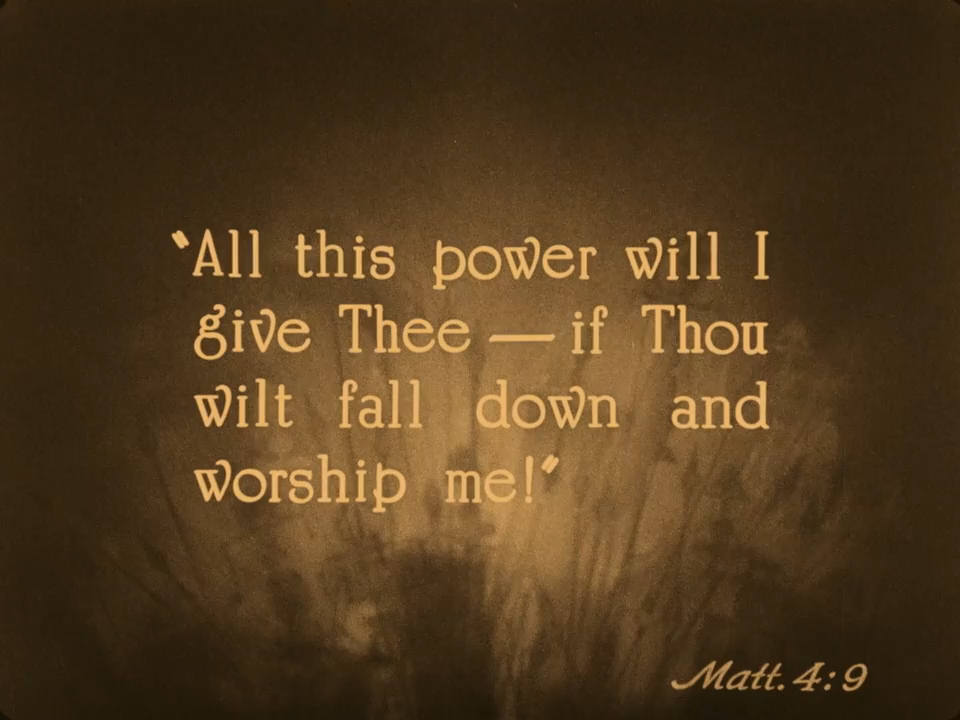 "All this power will I
give Thee — if Thou
wilt fall down and
worship me!"
Matt. 4:9